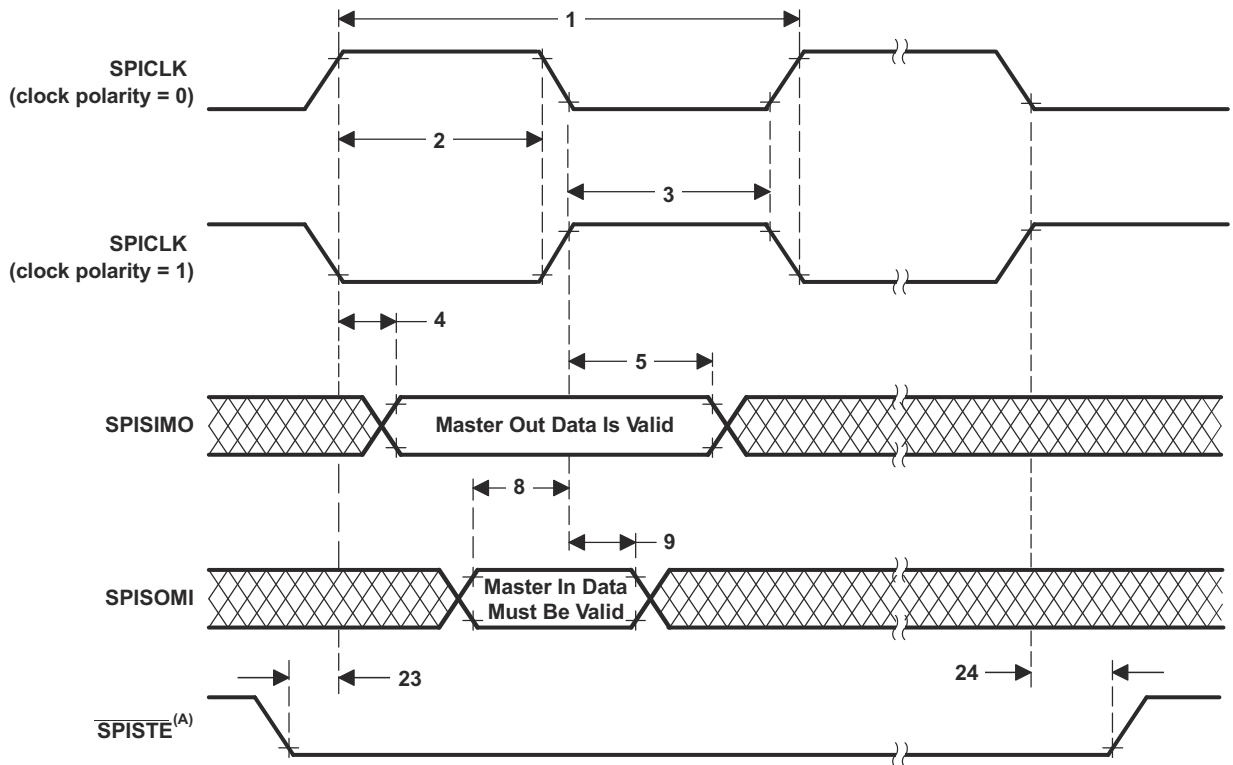 1
SPICLK
(clock polarity = 0)
2
3
SPICLK
(clock polarity = 1)
4
5
SPISIMO
Master Out Data Is Valid
8
9
SPISOMI
Master In Data
Must Be Valid
23
24
SPISTE(A)